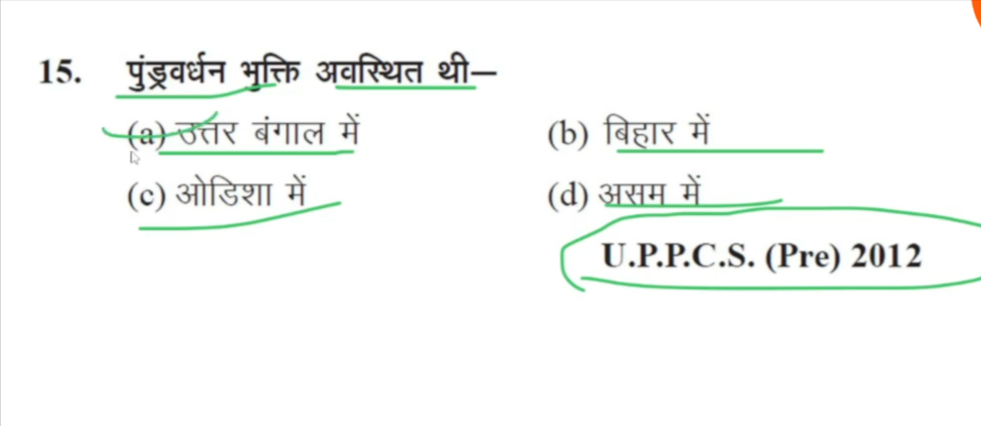 15. पुंड्रवर्धन भुक्ति अवस्थित थी—
(a) उत्तर बंगाल में (b) बिहार में
(c) ओडिशा में (d) असम में
U.P.P.C.S. (Pre) 2012